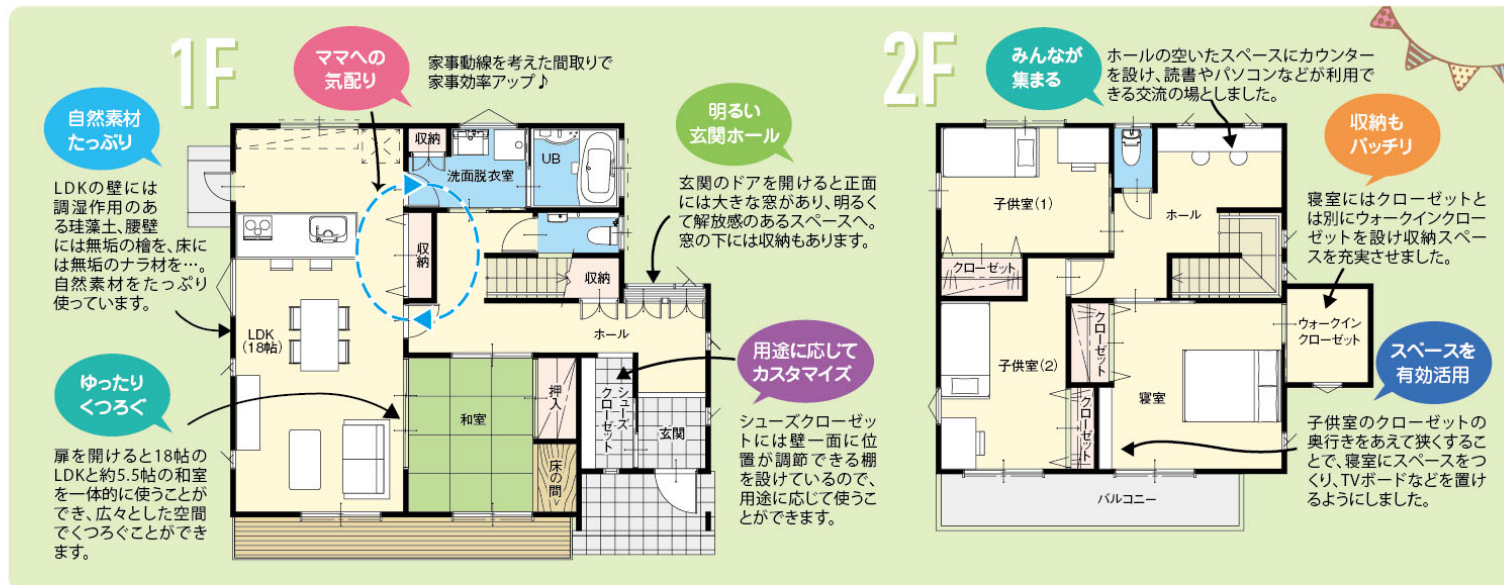 1F
ママへの
気配り
家事動線を考えた間取りで
家事効率アップ♪
自然素材
たっぷり
LDKの壁には
調湿作用のあ
る珪藻土、腰壁
には無垢の檜を、床に
は無垢のナラ材を…。
自然素材をたっぷり
使っています。
ゆったり
くつろぐ
扉を開けると18帖の
LDKと約5.5帖の和室
を一体的に使うことが
でき、広々とした空間
でくつろぐことができ
ます。
収納
洗面脱衣室
UB
収納
収納
LDK
(18帖)
ホール
和室
押入
床の間
シューズ
クローゼット
玄関
明るい
玄関ホール
玄関のドアを開けると正面
には大きな窓があり、明るく
て解放感のあるスペースへ。
窓の下には収納もあります。
用途に応じて
カスタマイズ
シューズクローゼッ
トには壁一面に位
置が調節できる棚
を設けているので、
用途に応じて使うこ
とができます。
2F
みんなが
集まる
ホールの空いたスペースにカウンター
を設け、読書やパソコンなどが利用で
きる交流の場としました。
収納も
バッチリ
寝室にはクローゼットと
は別にウォークインクロー
ゼットを設け収納スペー
スを充実させました。
スペースを
有効活用
子供室のクローゼットの
奥行きをあえて狭くするこ
とで、寝室にスペースをつ
くり、TVボードなどを置け
るようにしました。
子供室(1)
ホール
クローゼット
子供室(2)
クローゼット
クローゼット
寝室
ウォークイン
クローゼット
バルコニー